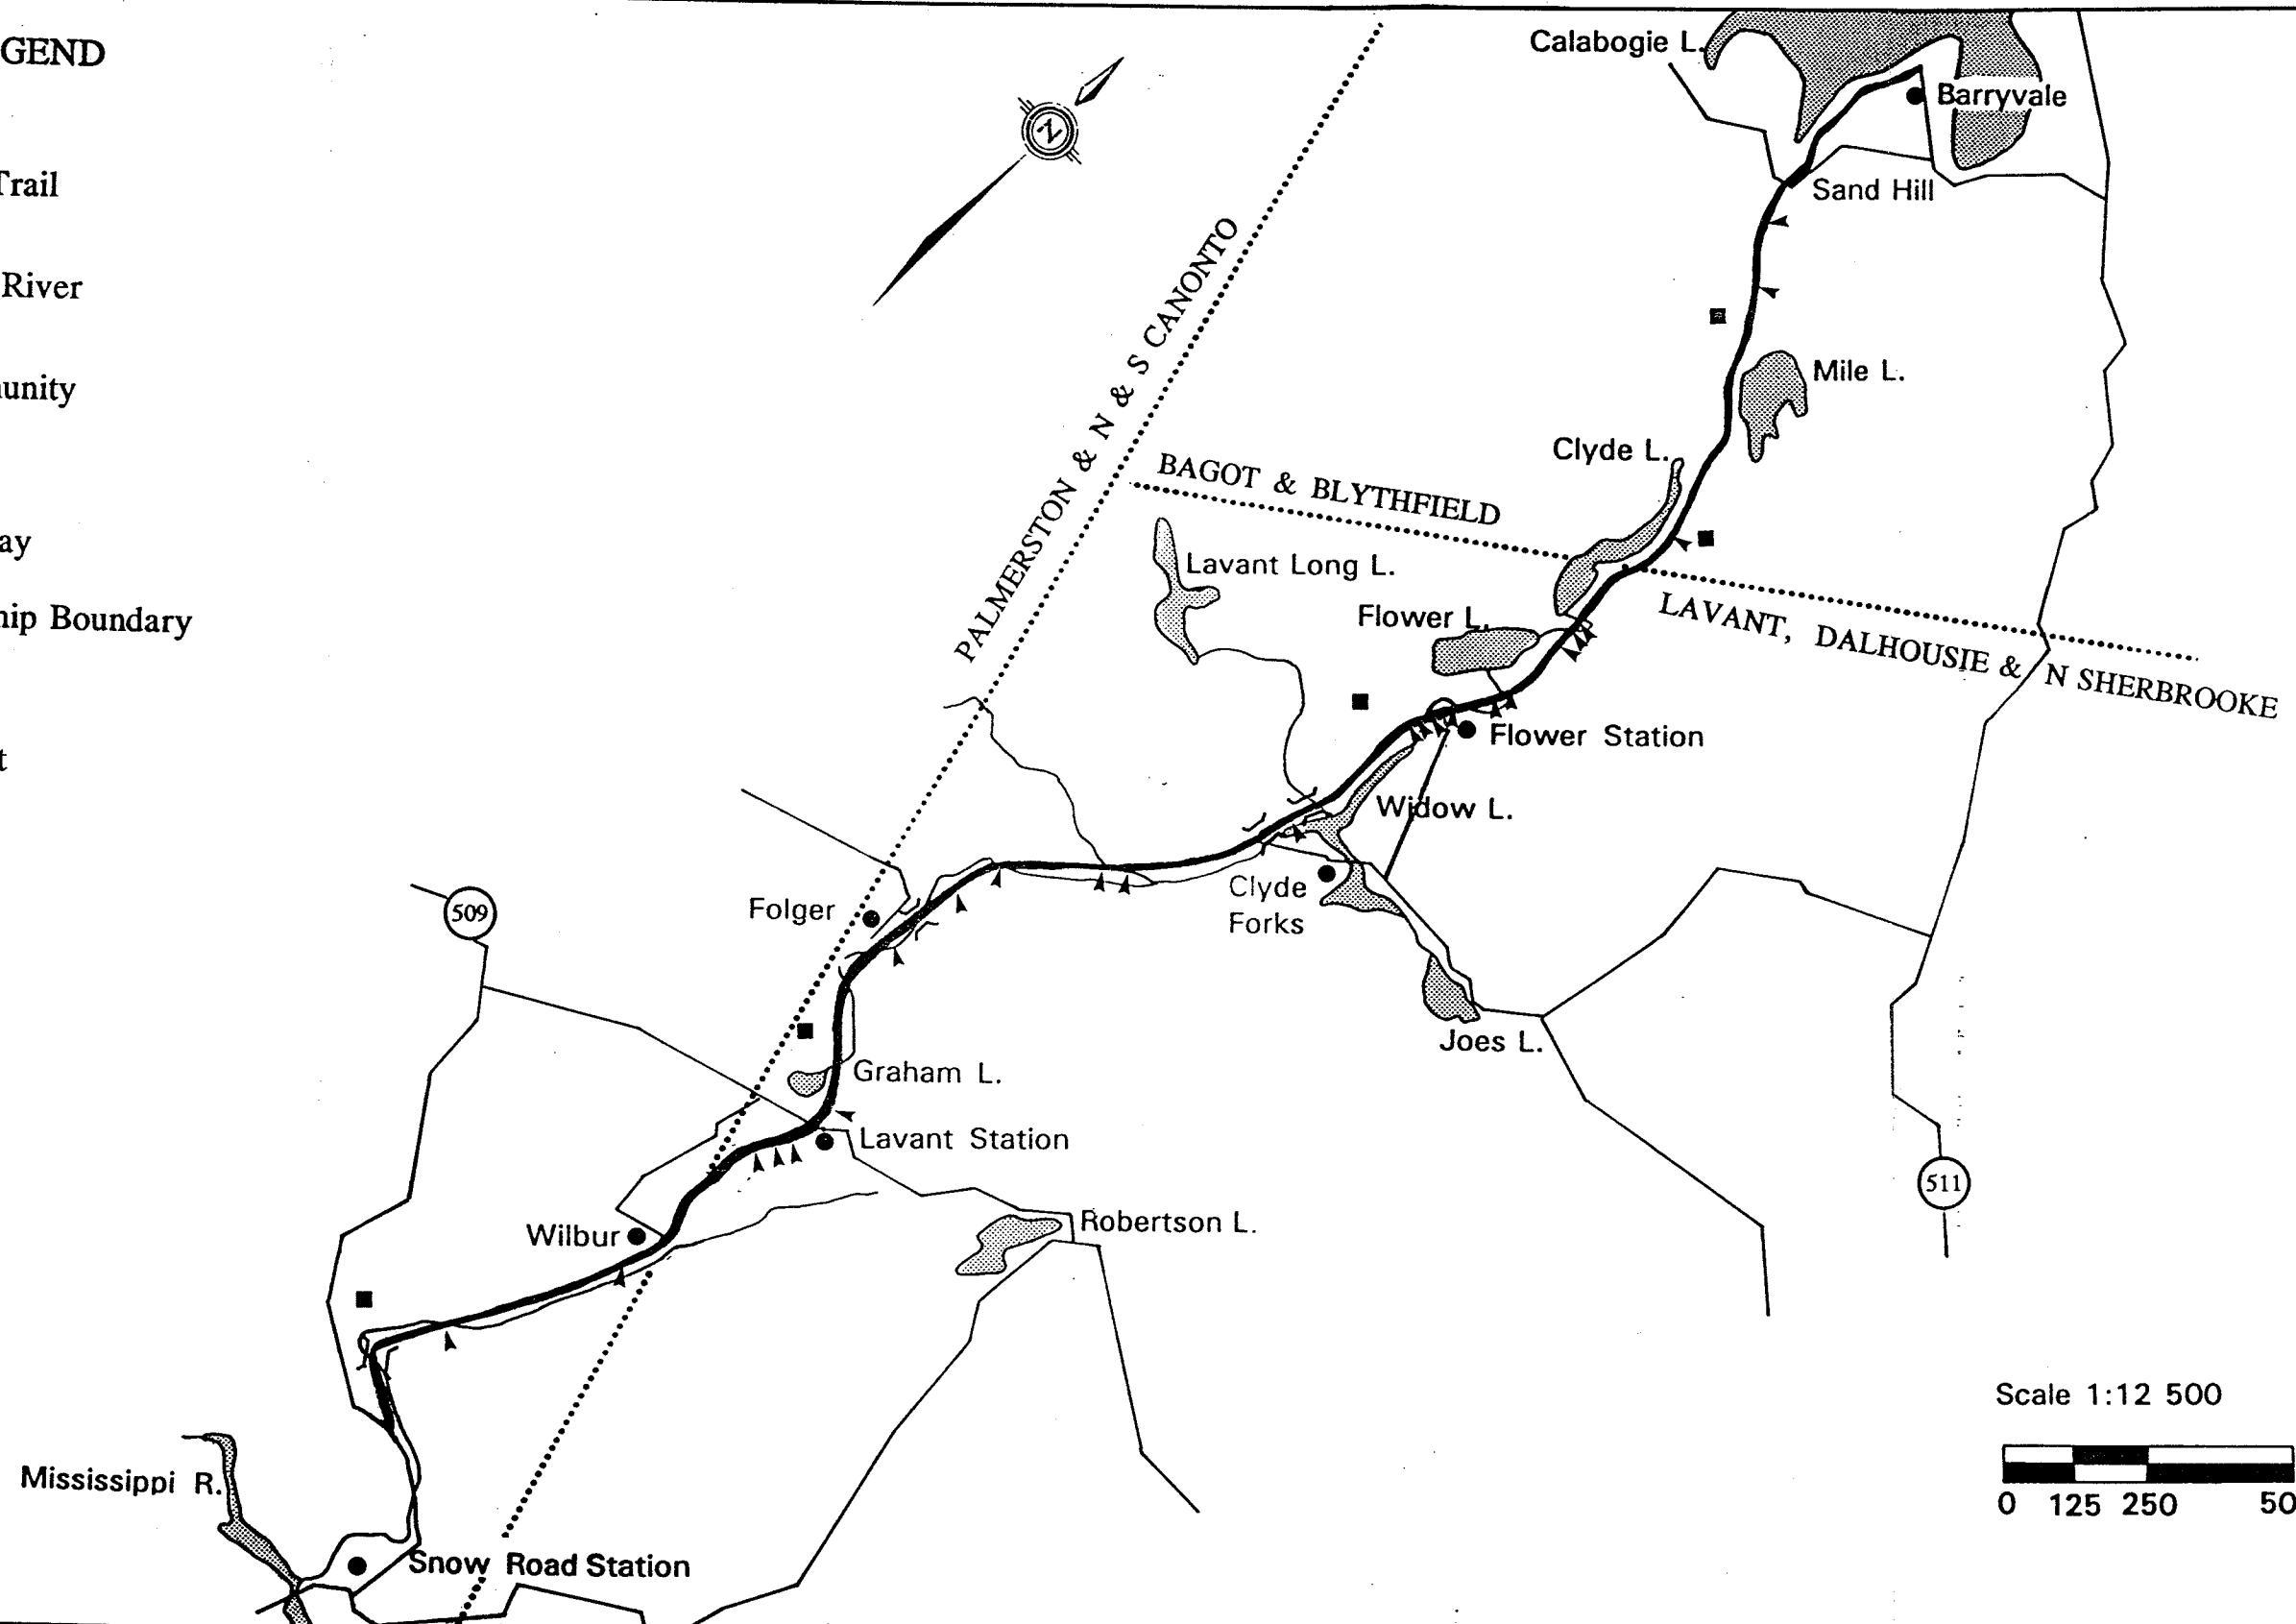 GEND
Trail
River
unity
ay
hip Boundary
t
Calabogie L.
Barryvale
Sand Hill
N
Mile L.
PALMERSTON & N & S CANONTO
Clyde L.
BAGOT & BLYTHFIELD
Lavant Long L.
Flower L.
LAVANT, DALHOUSIE & N SHERBROOKE
Flower Station
Widow L.
Clyde
Forks
Folger
509
Joes L.
Graham L.
Lavant Station
511
Robertson L.
Wilbur
Scale 1:12 500
0 125 250 50
Mississippi R.
Snow Road Station